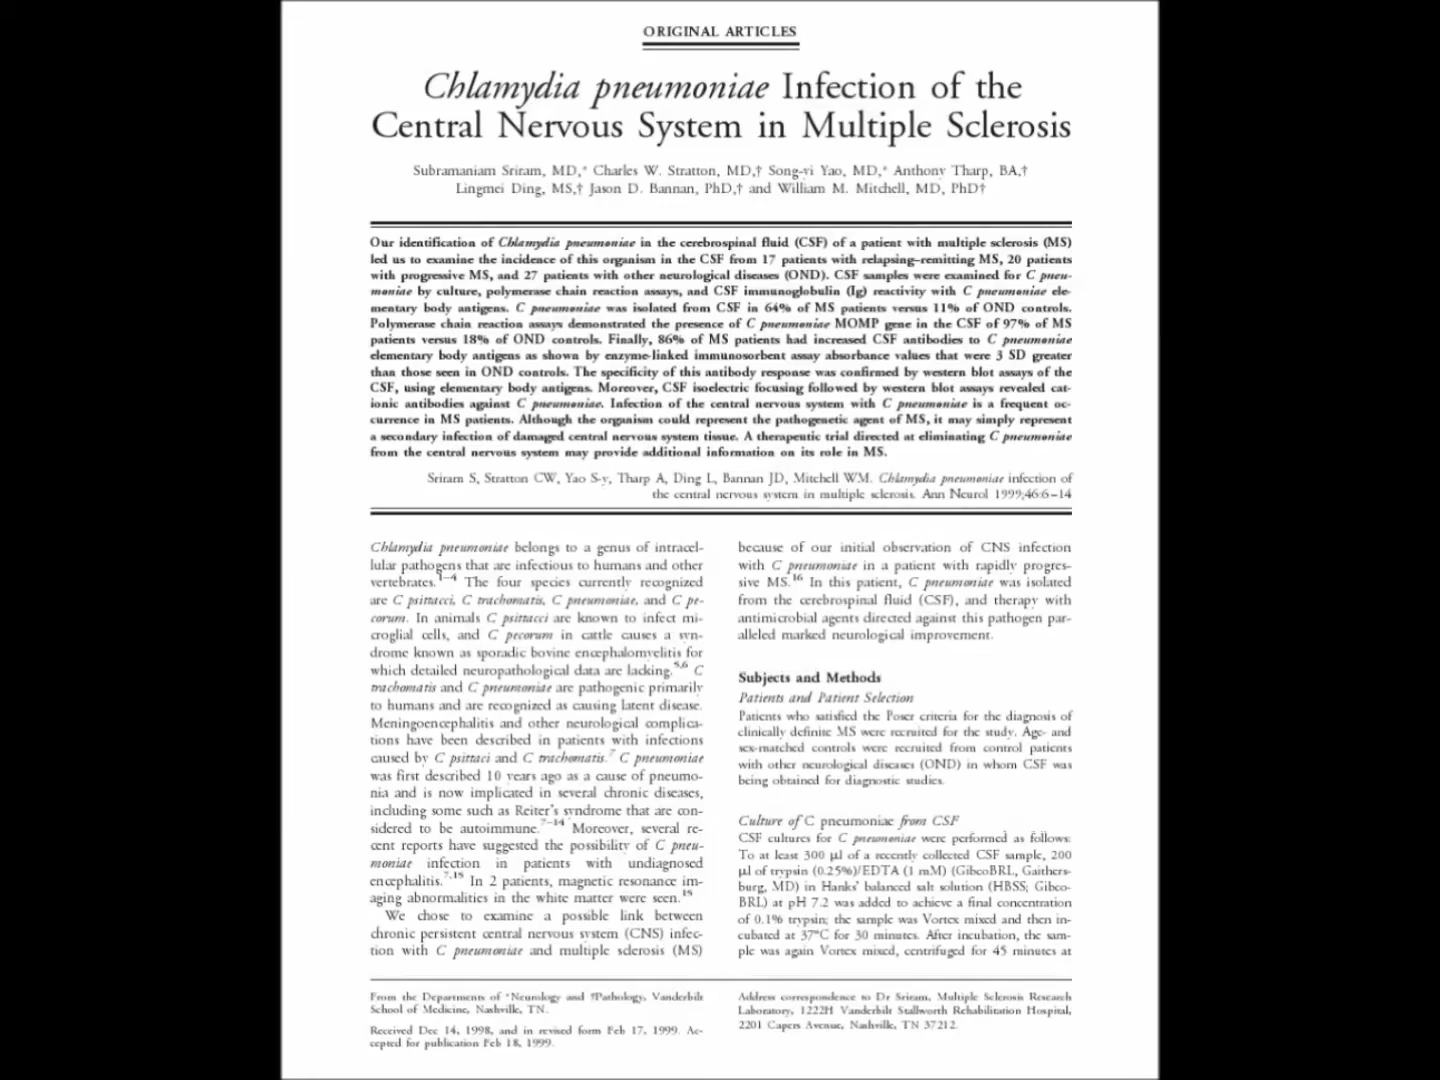 ORIGINAL ARTICLES
Chlamydia pneumoniae Infection of the
Central Nervous System in Multiple Sclerosis
Subramaniam Sriram, MD,* Charles W. Stratton, MD,† Song-yi Yao, MD,* Anthony Tharp, BA,†
Lingmei Ding, MS,† Jason D. Bannan, PhD,† and William M. Mitchell, MD, PhD†
Our identification of Chlamydia pneumoniae in the cerebrospinal fluid (CSF) of a patient with multiple sclerosis (MS)
led us to examine the incidence of this organism in the CSF from 17 patients with relapsing–remitting MS, 20 patients
with progressive MS, and 27 patients with other neurological diseases (OND). CSF samples were examined for C pneu-
moniae by culture, polymerase chain reaction assays, and CSF immunoglobulin (Ig) reactivity with C pneumoniae ele-
mentary body antigens. C pneumoniae was isolated from CSF in 64% of MS patients versus 11% of OND controls.
Polymerase chain reaction assays demonstrated the presence of C pneumoniae MOMP gene in the CSF of 97% of MS
patients versus 18% of OND controls. Finally, 86% of MS patients had increased CSF antibodies to C pneumoniae
elementary body antigens as shown by enzyme-linked immunosorbent assay absorbance values that were 3 SD greater
than those seen in OND controls. The specificity of this antibody response was confirmed by western blot assays of the
CSF, using elementary body antigens. Moreover, CSF isoelectric focusing followed by western blot assays revealed cat-
ionic antibodies against C pneumoniae. Infection of the central nervous system with C pneumoniae is a frequent oc-
currence in MS patients. Although the organism could represent the pathogenetic agent of MS, it may simply represent
a secondary infection of damaged central nervous system tissue. A therapeutic trial directed at eliminating C pneumoniae
from the central nervous system may provide additional information on its role in MS.
Sriram S, Stratton CW, Yao S-y, Tharp A, Ding L, Bannan JD, Mitchell WM. Chlamydia pneumoniae infection of
the central nervous system in multiple sclerosis. Ann Neurol 1999;46:6–14
Chlamydia pneumoniae belongs to a genus of intracel-
lular pathogens that are infectious to humans and other
vertebrates.1–4 The four species currently recognized
are C psittacci, C trachomatis, C pneumoniae, and C pe-
corum. In animals C psittacci are known to infect mi-
croglial cells, and C pecorum in cattle causes a syn-
drome known as sporadic bovine encephalomyelitis for
which detailed neuropathological data are lacking.5,6 C
trachomatis and C pneumoniae are pathogenic primarily
to humans and are recognized as causing latent disease.
Meningoencephalitis and other neurological complica-
tions have been described in patients with infections
caused by C psittaci and C trachomatis.7 C pneumoniae
was first described 10 years ago as a cause of pneumo-
nia and is now implicated in several chronic diseases,
including some such as Reiter's syndrome that are con-
sidered to be autoimmune.7–14 Moreover, several re-
cent reports have suggested the possibility of C pneu-
moniae infection in patients with undiagnosed
encephalitis.7,15 In 2 patients, magnetic resonance im-
aging abnormalities in the white matter were seen.15
We chose to examine a possible link between
chronic persistent central nervous system (CNS) infec-
tion with C pneumoniae and multiple sclerosis (MS)
because of our initial observation of CNS infection
with C pneumoniae in a patient with rapidly progres-
sive MS.16 In this patient, C pneumoniae was isolated
from the cerebrospinal fluid (CSF), and therapy with
antimicrobial agents directed against this pathogen par-
alleled marked neurological improvement.
Subjects and Methods
Patients and Patient Selection
Patients who satisfied the Poser criteria for the diagnosis of
clinically definite MS were recruited for the study. Age- and
sex-matched controls were recruited from control patients
with other neurological diseases (OND) in whom CSF was
being obtained for diagnostic studies.
Culture of C pneumoniae from CSF
CSF cultures for C pneumoniae were performed as follows:
To at least 300 µl of a recently collected CSF sample, 200
µl of trypsin (0.25%)/EDTA (1 mM) (GibcoBRL, Gaithers-
burg, MD) in Hanks' balanced salt solution (HBSS; Gibco-
BRL) at pH 7.2 was added to achieve a final concentration
of 0.1% trypsin; the sample was Vortex mixed and then in-
cubated at 37°C for 30 minutes. After incubation, the sam-
ple was again Vortex mixed, centrifuged for 45 minutes at
From the Departments of *Neurology and †Pathology, Vanderbilt
School of Medicine, Nashville, TN.
Received Dec 14, 1998, and in revised form Feb 17, 1999. Ac-
cepted for publication Feb 18, 1999.
Address correspondence to Dr Sriram, Multiple Sclerosis Research
Laboratory, 1222H Vanderbilt Stallworth Rehabilitation Hospital,
2201 Capers Avenue, Nashville, TN 37212.